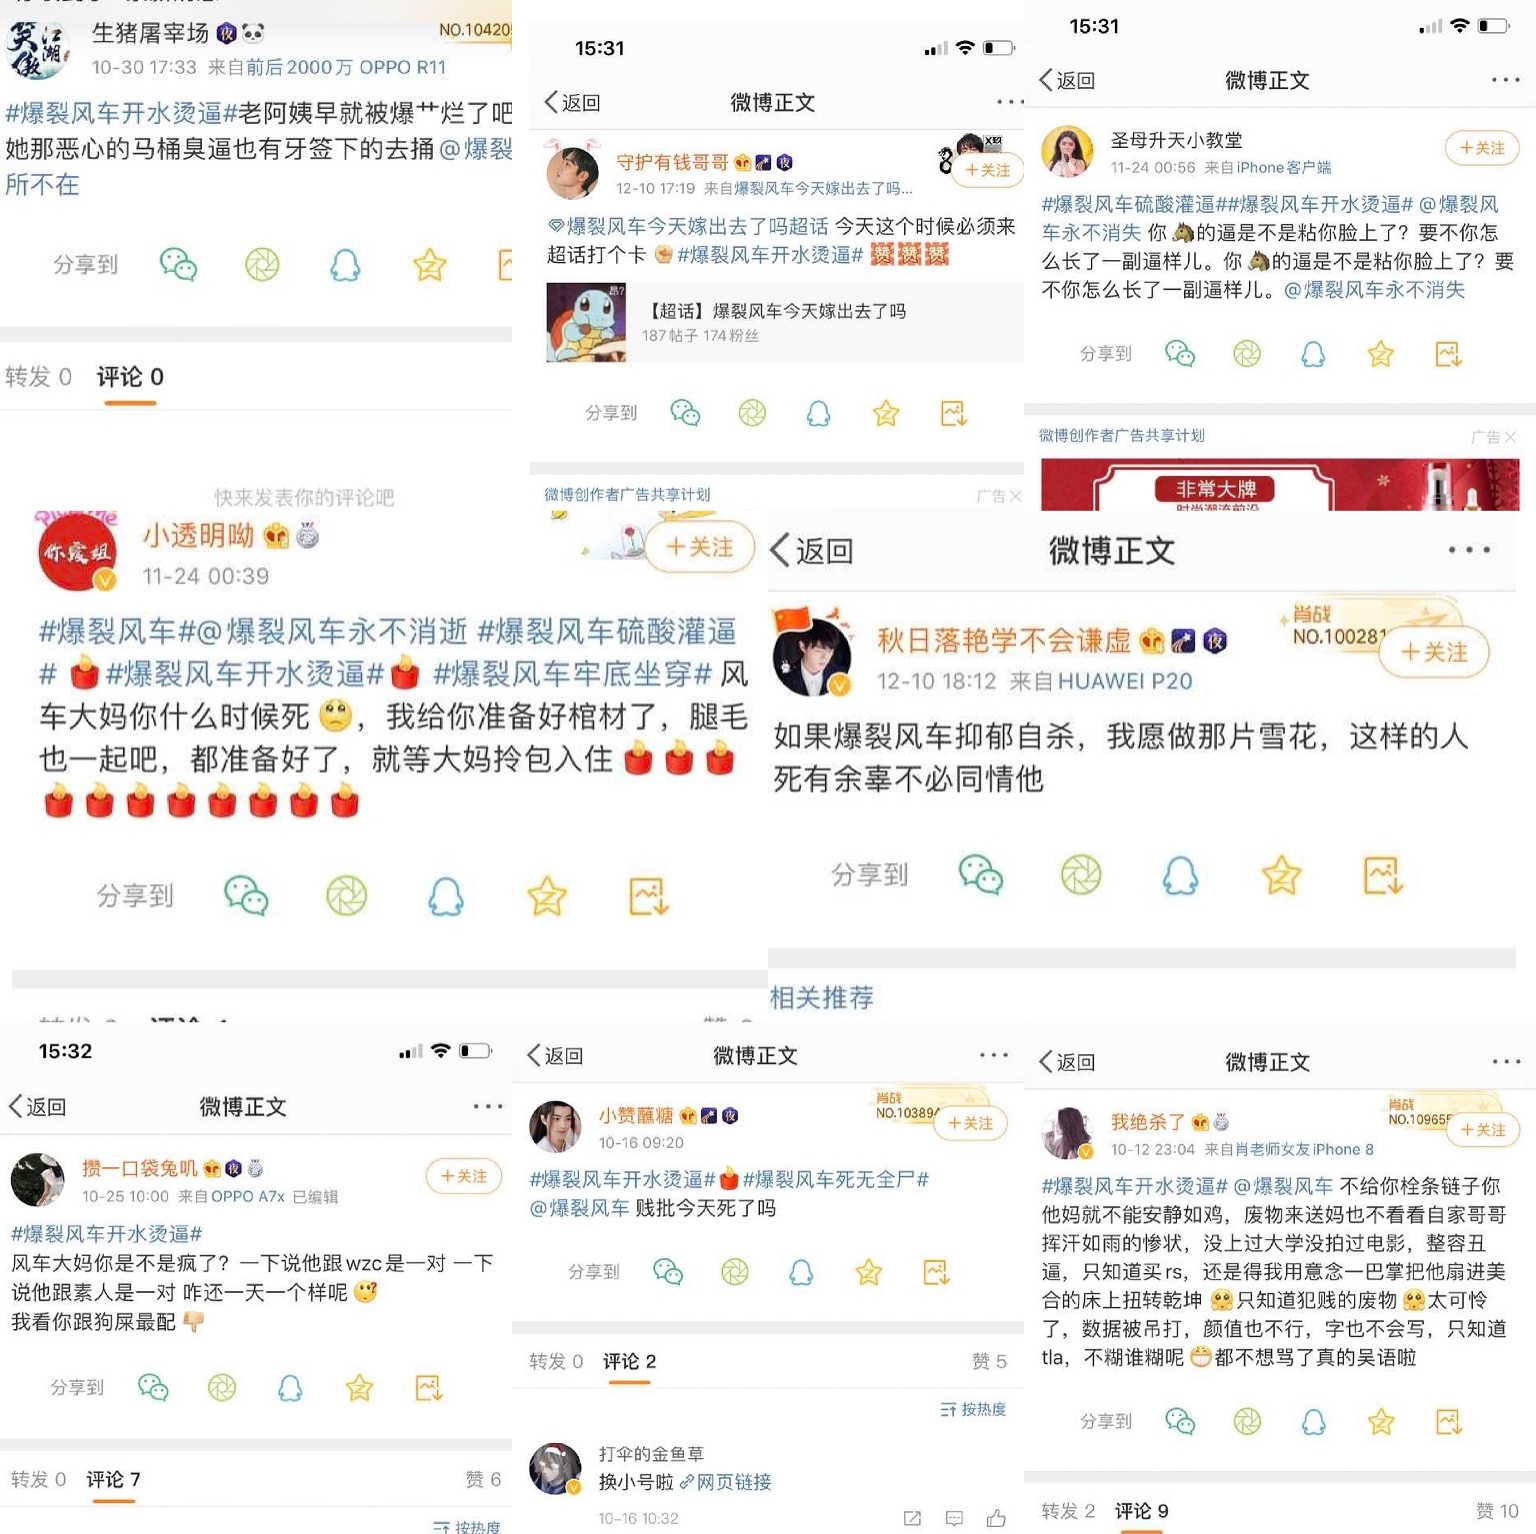 生猪屠宰场
NO.10420
10-30 17:33 来自前后2000万 OPPO R11
#爆裂风车开水烫逼#老阿姨早就被爆艹烂了吧
她那恶心的马桶臭逼也有牙签下的去捅@爆裂
所不在
分享到
转发 0 评论 0
快来发表你的评论吧
15:31
返回 微博正文
守护有钱哥哥
+关注
12-10 17:19 来自爆裂风车今天嫁出去了吗...
爆裂风车今天嫁出去了吗超话 今天这个时候必须来
超话打个卡 #爆裂风车开水烫逼# 赞 赞 赞
昂?
【超话】爆裂风车今天嫁出去了吗
187帖子 174粉丝
分享到
微博创作者广告共享计划 广告
15:31
返回 微博正文
圣母升天小教堂
+关注
11-24 00:56 来自iPhone客户端
#爆裂风车硫酸灌逼##爆裂风车开水烫逼# @爆裂风
车永不消失 你🐴的逼是不是粘你脸上了？要不你怎
么长了一副逼样儿。你🐴的逼是不是粘你脸上了？要
不你怎么长了一副逼样儿。@爆裂风车永不消失
分享到
微博创作者广告共享计划 广告
非常大牌
你霞姐
小透明呦
+关注
11-24 00:39
#爆裂风车#@爆裂风车永不消逝 #爆裂风车硫酸灌逼
# #爆裂风车开水烫逼# #爆裂风车牢底坐穿# 风
车大妈你什么时候死 ，我给你准备好棺材了，腿毛
也一起吧，都准备好了，就等大妈拎包入住
分享到
返回 微博正文
肖战
NO.100281
秋日落艳学不会谦虚
+关注
12-10 18:12 来自HUAWEI P20
如果爆裂风车抑郁自杀，我愿做那片雪花，这样的人
死有余辜不必同情他
分享到
相关推荐
15:32
返回 微博正文
攒一口袋兔叽
+关注
10-25 10:00 来自OPPO A7x 已编辑
#爆裂风车开水烫逼#
风车大妈你是不是疯了？一下说他跟wzc是一对 一下
说他跟素人是一对 咋还一天一个样呢
我看你跟狗屎最配
分享到
转发 0 评论 7 赞 6
按热度
返回 微博正文
肖战
NO.103894
小赞蘸糖
+关注
10-16 09:20
#爆裂风车开水烫逼# #爆裂风车死无全尸#
@爆裂风车 贱批今天死了吗
分享到
转发 0 评论 2 赞 5
按热度
打伞的金鱼草
换小号啦 网页链接
10-16 10:32
返回 微博正文
肖战
NO.109655
我绝杀了
+关注
10-12 23:04 来自肖老师女友iPhone 8
#爆裂风车开水烫逼# @爆裂风车 不给你栓条链子你
他妈就不能安静如鸡，废物来送妈也不看看自家哥哥
挥汗如雨的惨状，没上过大学没拍过电影，整容丑
逼，只知道买rs，还是得我用意念一巴掌把他扇进美
合的床上扭转乾坤 只知道犯贱的废物 太可怜
了，数据被吊打，颜值也不行，字也不会写，只知道
tla，不糊谁糊呢 都不想骂了真的吴语啦
分享到
转发 2 评论 9 赞 10